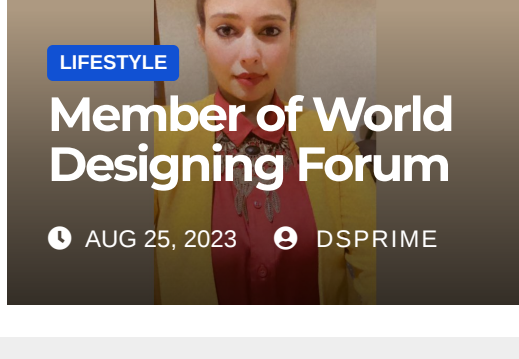 LIFESTYLE
Member of World
Designing Forum
AUG 25, 2023 DSPRIME